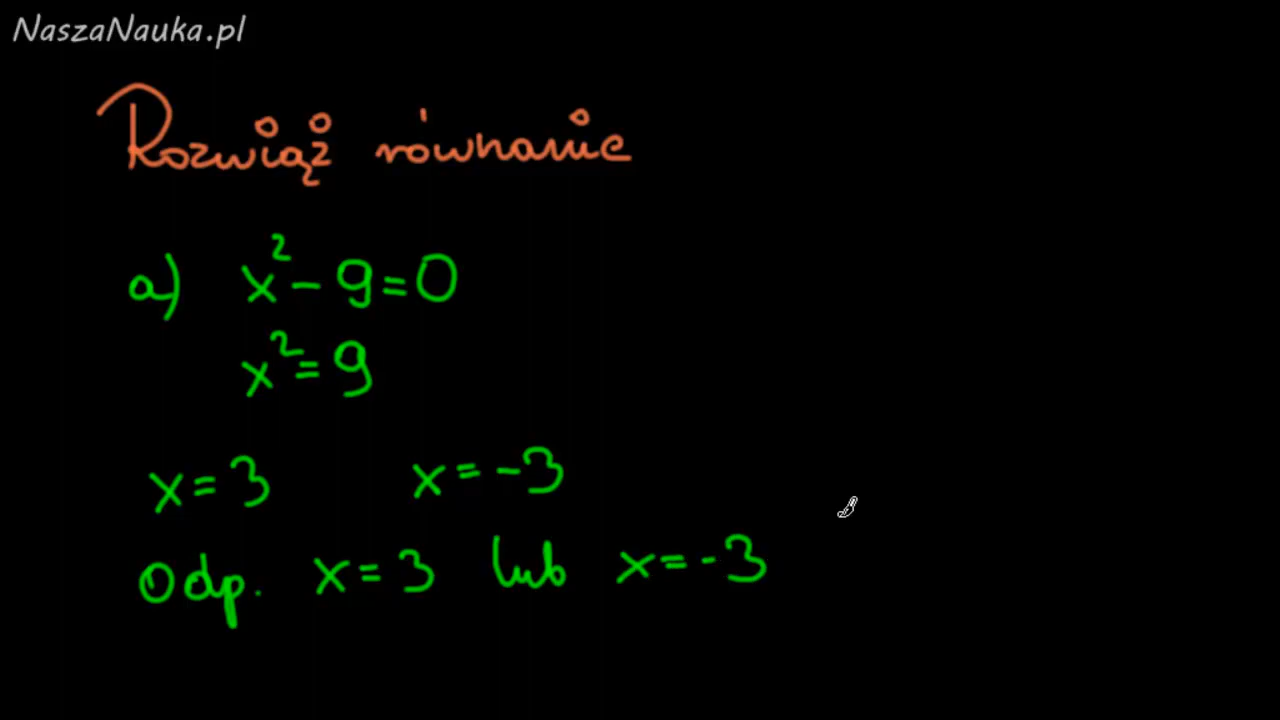 NaszaNauka.pl
Rozwiąż równanie
a) x² - 9 = 0
x² = 9
x = 3 x = -3
Odp. x = 3 lub x = -3